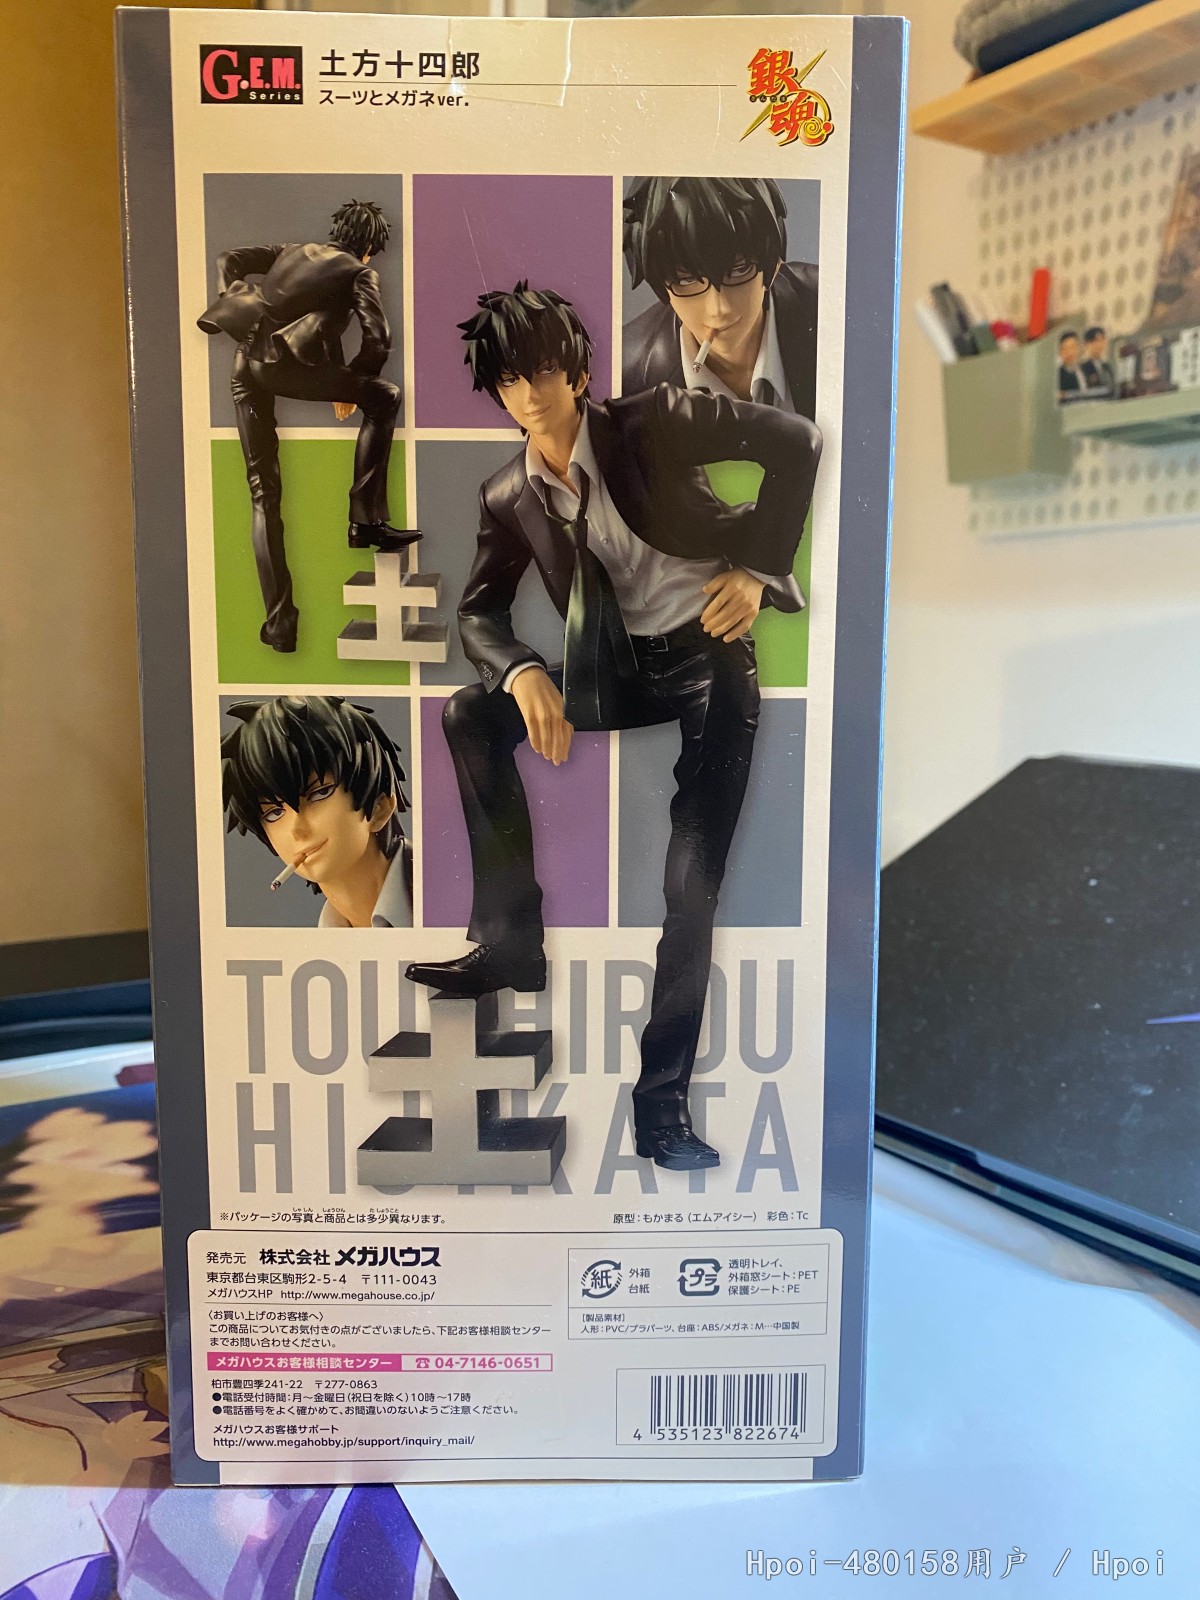 G.E.M.
Series
土方十四郎
スーツとメガネver.
銀魂
TOUSHIROU
HIJIKATA
※パッケージの写真と商品とは多少異なります。
原型：もかまる（エムアイシー） 彩色：Tc
発売元 株式会社 メガハウス
東京都台東区駒形2-5-4 〒111-0043
メガハウスHP http://www.megahouse.co.jp/
〈お買い上げのお客様へ〉
この商品についてお気付きの点がございましたら、下記お客様相談センター
までお問い合わせください。
メガハウスお客様相談センター ☎ 04-7146-0651
柏市豊四季241-22 〒277-0863
●電話受付時間：月〜金曜日（祝日を除く）10時〜17時
●電話番号をよく確かめて、お間違いのないようご注意ください。
メガハウスお客様サポート
http://www.megahobby.jp/support/inquiry_mail/
紙
外箱
台紙
プラ
透明トレイ、
外箱窓シート：PET
保護シート：PE
【製品素材】
人形：PVC/プラパーツ、台座：ABS/メガネ：M…中国製
4 535123 822674
Hpoi-480158用户 / Hpoi